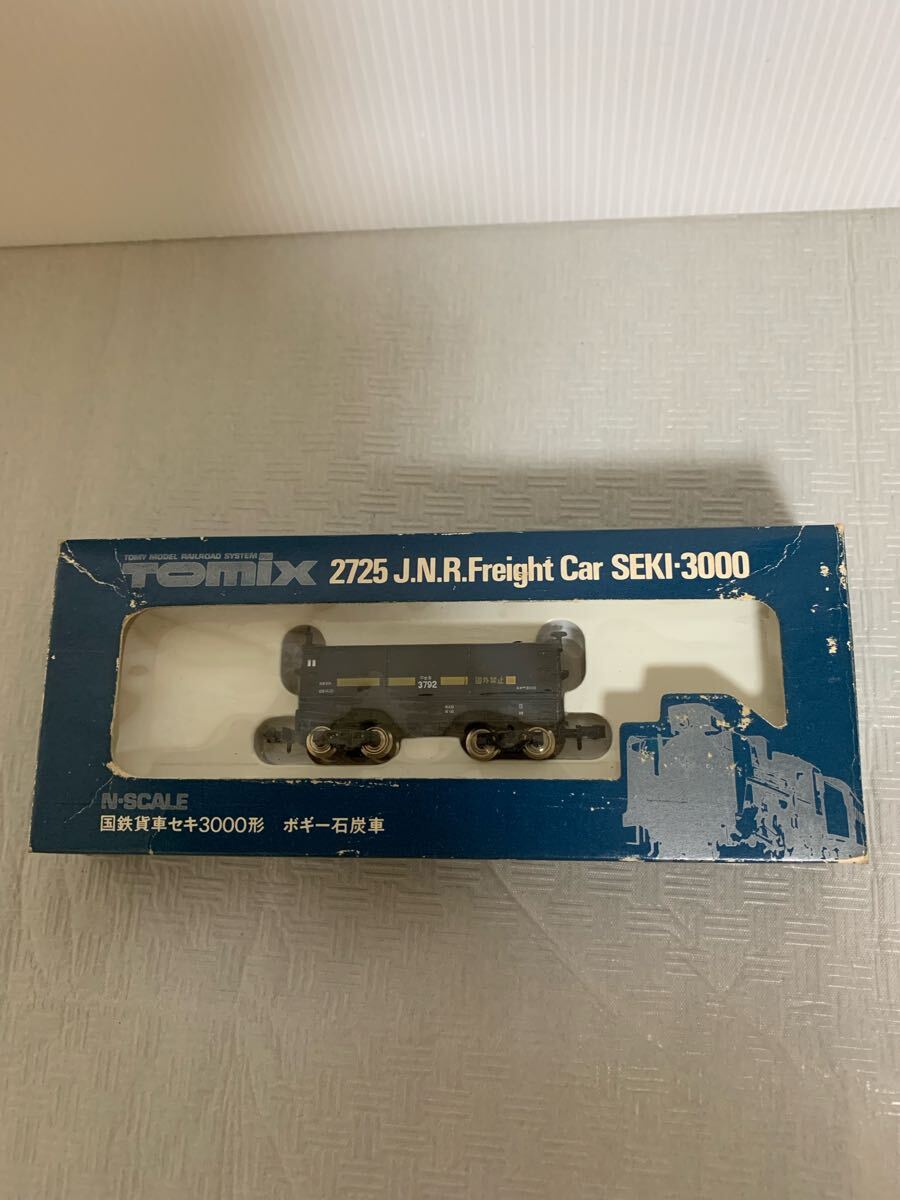 TOMY MODEL RAILROAD SYSTEM
TOMIX 2725 J.N.R.Freight Car SEKI-3000
3792
N-SCALE
国鉄貨車セキ3000形 ボギー石炭車